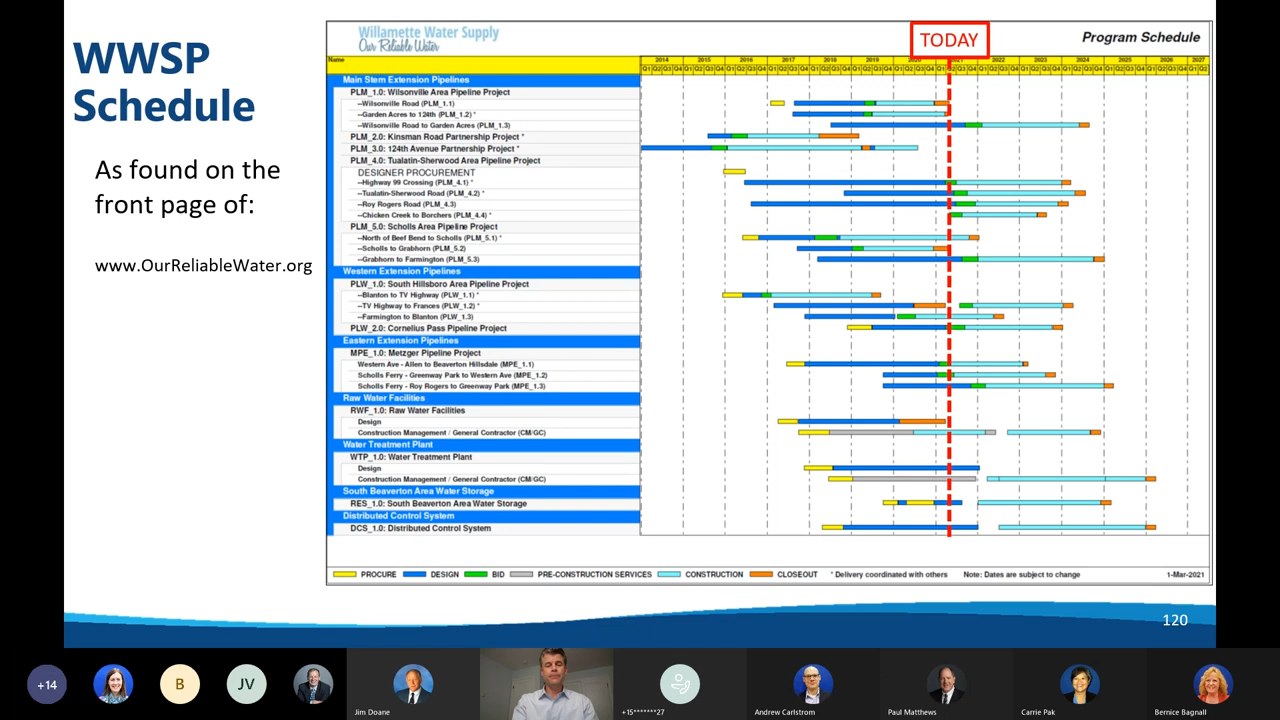 WWSP
Schedule
As found on the
front page of:
www.OurReliableWater.org
Willamette Water Supply
Our Reliable Water
TODAY
Program Schedule
Name
2014 2015 2016 2017 2018 2019 2020 2021 2022 2023 2024 2025 2026 2027
Main Stem Extension Pipelines
PLM_1.0: Wilsonville Area Pipeline Project
--Wilsonville Road (PLM_1.1)
--Garden Acres to 124th (PLM_1.2) *
--Wilsonville Road to Garden Acres (PLM_1.3)
PLM_2.0: Kinsman Road Partnership Project *
PLM_3.0: 124th Avenue Partnership Project *
PLM_4.0: Tualatin-Sherwood Area Pipeline Project
DESIGNER PROCUREMENT
--Highway 99 Crossing (PLM_4.1) *
--Tualatin-Sherwood Road (PLM_4.2) *
--Roy Rogers Road (PLM_4.3)
--Chicken Creek to Borchers (PLM_4.4) *
PLM_5.0: Scholls Area Pipeline Project
--North of Beef Bend to Scholls (PLM_5.1) *
--Scholls to Grabhorn (PLM_5.2)
--Grabhorn to Farmington (PLM_5.3)
Western Extension Pipelines
PLW_1.0: South Hillsboro Area Pipeline Project
--Blanton to TV Highway (PLW_1.1) *
--TV Highway to Frances (PLW_1.2) *
--Farmington to Blanton (PLW_1.3)
PLW_2.0: Cornelius Pass Pipeline Project
Eastern Extension Pipelines
MPE_1.0: Metzger Pipeline Project
Western Ave - Allen to Beaverton Hillsdale (MPE_1.1)
Scholls Ferry - Greenway Park to Western Ave (MPE_1.2)
Scholls Ferry - Roy Rogers to Greenway Park (MPE_1.3)
Raw Water Facilities
RWF_1.0: Raw Water Facilities
Design
Construction Management / General Contractor (CM/GC)
Water Treatment Plant
WTP_1.0: Water Treatment Plant
Design
Construction Management / General Contractor (CM/GC)
South Beaverton Area Water Storage
RES_1.0: South Beaverton Area Water Storage
Distributed Control System
DCS_1.0: Distributed Control System
PROCURE DESIGN BID PRE-CONSTRUCTION SERVICES CONSTRUCTION CLOSEOUT * Delivery coordinated with others Note: Dates are subject to change 1-Mar-2021
120
+14 B JV
Jim Doane +15*******27 Andrew Carlstrom Paul Matthews Carrie Pak Bernice Bagnall